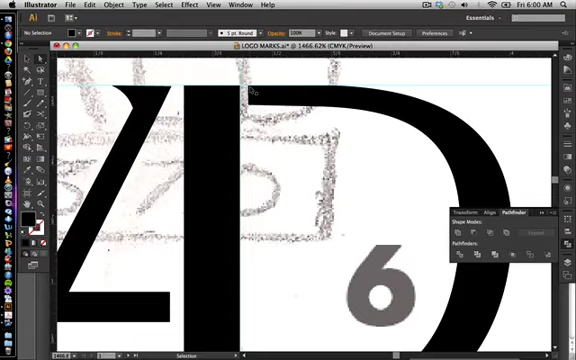 Illustrator File Edit Object Type Select Effect View Window Help Fri 6:00 AM
Ai Essentials
No Selection Stroke: 5 pt. Round Opacity: 100% Style: Document Setup Preferences
LOGO MARKS.ai* @ 1466.62% (CMYK/Preview)
Transform Align Pathfinder
Shape Modes:
Expand
Pathfinders:
6
Selection